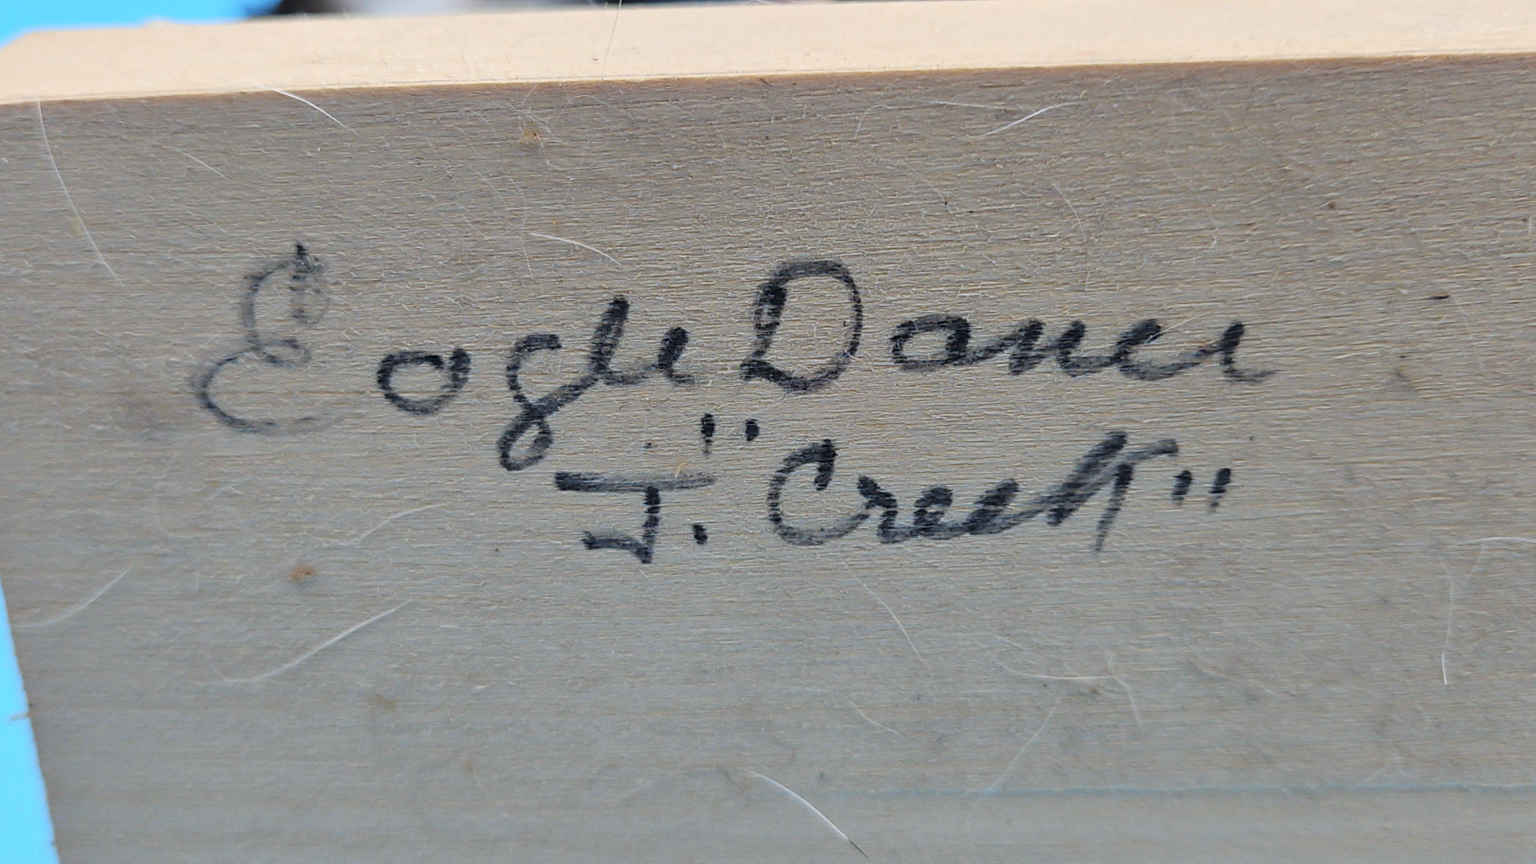 Eagle Dancer
J. "Creek"